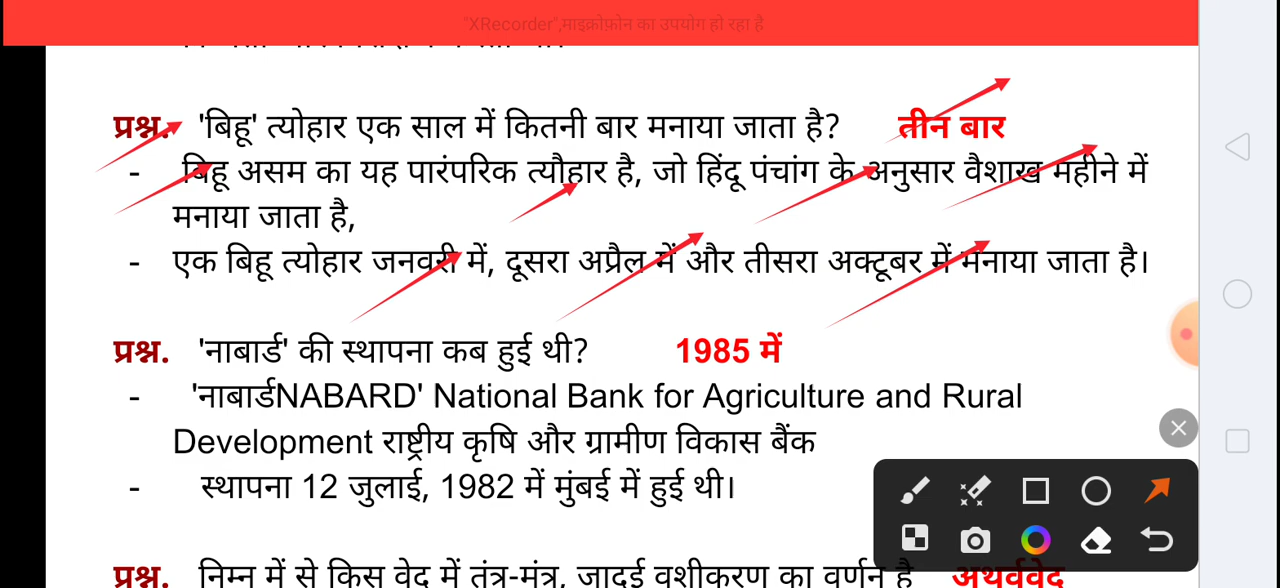 "XRecorder",माइक्रोफ़ोन का उपयोग हो रहा है
प्रश्न. 'बिहू' त्योहार एक साल में कितनी बार मनाया जाता है? तीन बार
- बिहू असम का यह पारंपरिक त्यौहार है, जो हिंदू पंचांग के अनुसार वैशाख महीने में
मनाया जाता है,
- एक बिहू त्योहार जनवरी में, दूसरा अप्रैल में और तीसरा अक्टूबर में मनाया जाता है।
प्रश्न. 'नाबार्ड' की स्थापना कब हुई थी? 1985 में
- 'नाबार्डNABARD' National Bank for Agriculture and Rural
Development राष्ट्रीय कृषि और ग्रामीण विकास बैंक
- स्थापना 12 जुलाई, 1982 में मुंबई में हुई थी।
प्रश्न. निम्न में से किस वेद में तंत्र-मंत्र, जादुई वशीकरण का वर्णन है अथर्ववेद